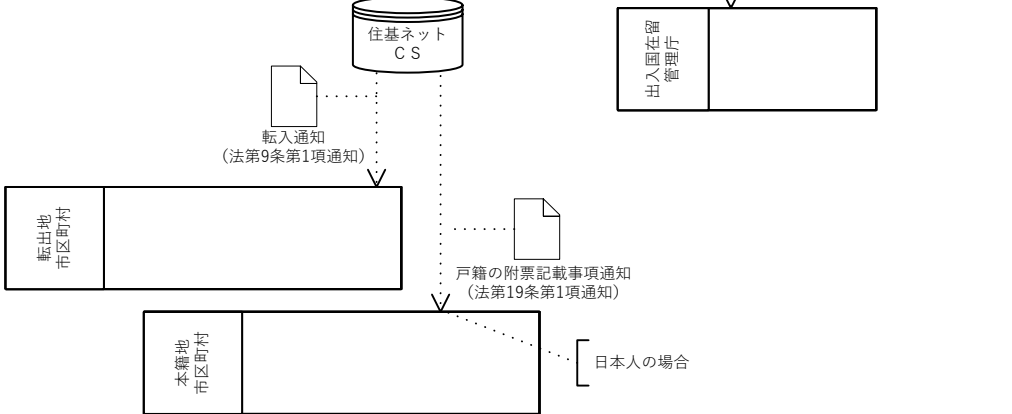 住基ネット
ＣＳ
出入国在留
管理庁
転入通知
（法第9条第1項通知）
転出地
市区町村
戸籍の附票記載事項通知
（法第19条第1項通知）
本籍地
市区町村
日本人の場合